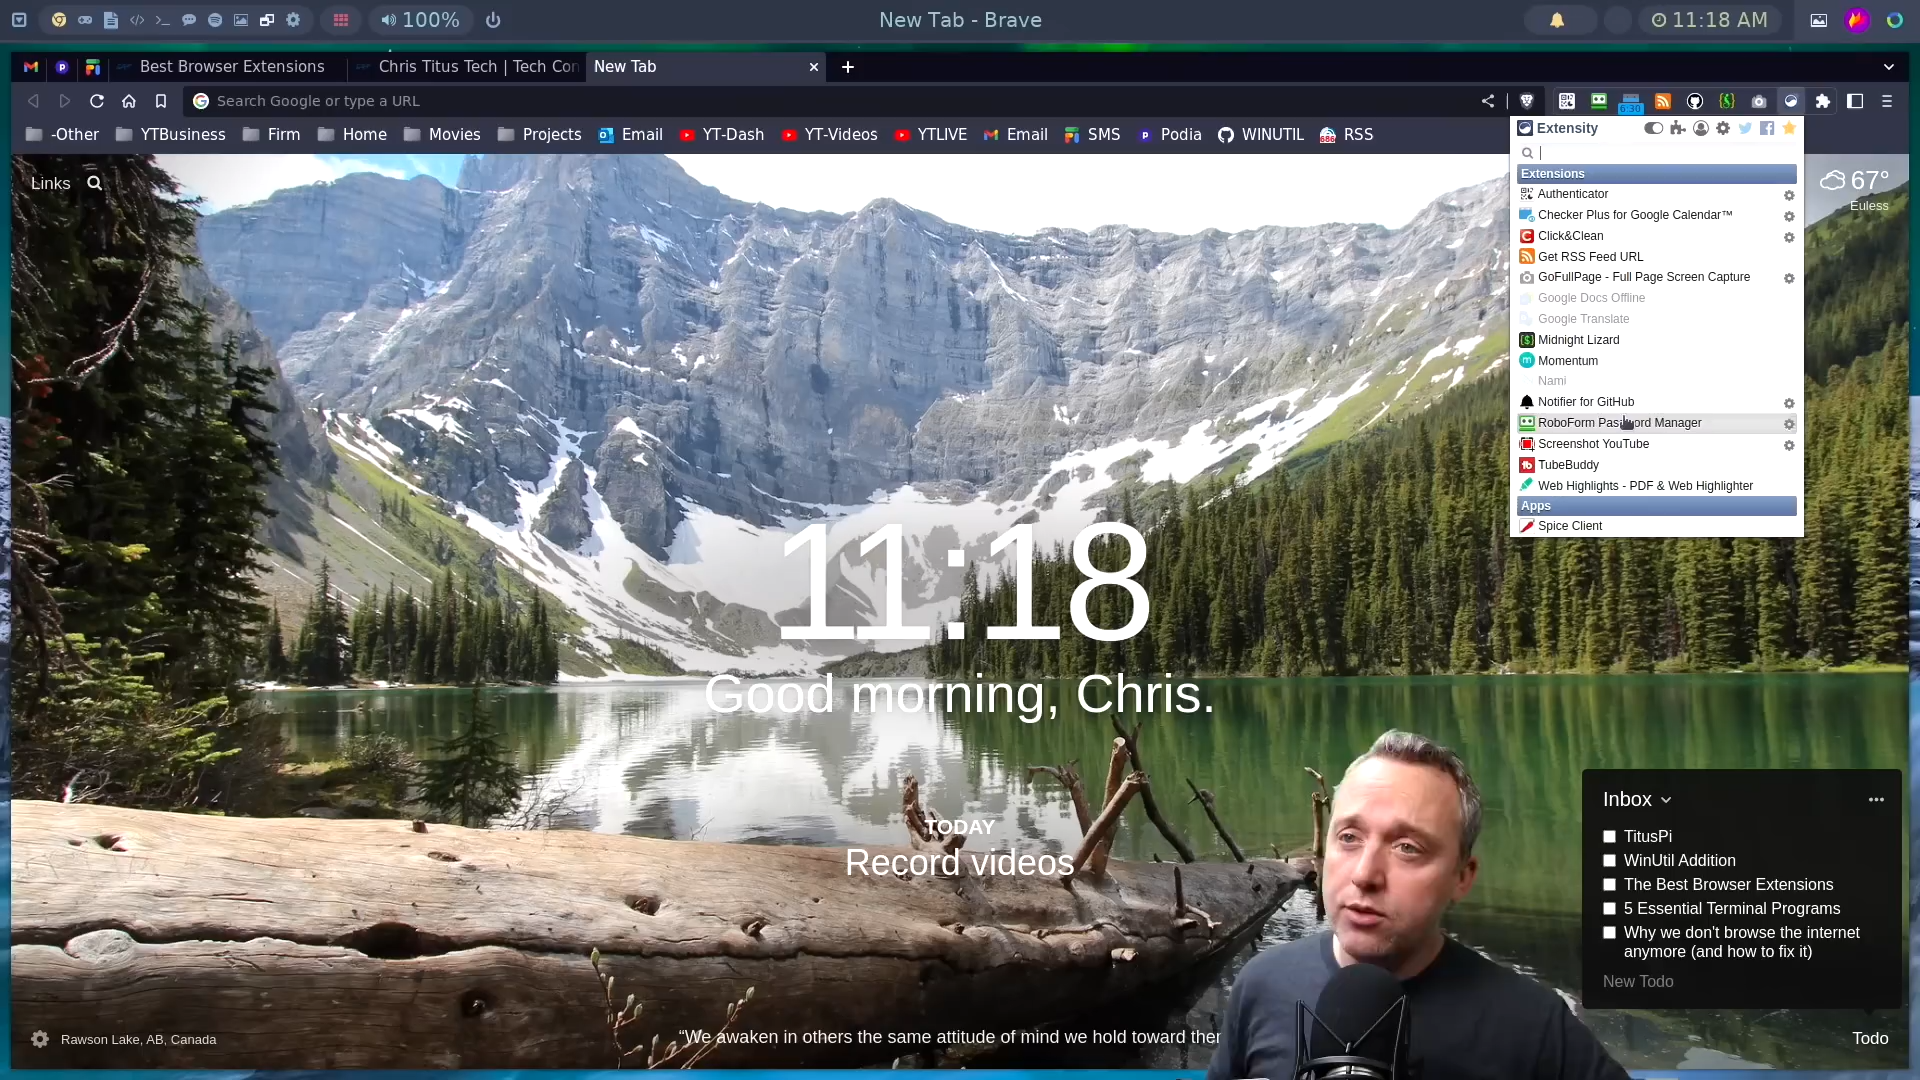 100%
New Tab - Brave
11:18 AM
Best Browser Extensions
Chris Titus Tech | Tech Con
New Tab
Search Google or type a URL
-Other
YTBusiness
Firm
Home
Movies
Projects
Email
YT-Dash
YT-Videos
YTLIVE
Email
SMS
Podia
WINUTIL
RSS
6:30
Extensity
Links
67°
Euless
Extensions
Authenticator
Checker Plus for Google Calendar™
Click&Clean
Get RSS Feed URL
GoFullPage - Full Page Screen Capture
Google Docs Offline
Google Translate
Midnight Lizard
Momentum
Nami
Notifier for GitHub
RoboForm Password Manager
Screenshot YouTube
TubeBuddy
Web Highlights - PDF & Web Highlighter
Apps
Spice Client
11:18
Good morning, Chris.
TODAY
Record videos
Inbox
TitusPi
WinUtil Addition
The Best Browser Extensions
5 Essential Terminal Programs
Why we don't browse the internet
anymore (and how to fix it)
New Todo
Rawson Lake, AB, Canada
“We awaken in others the same attitude of mind we hold toward
Todo